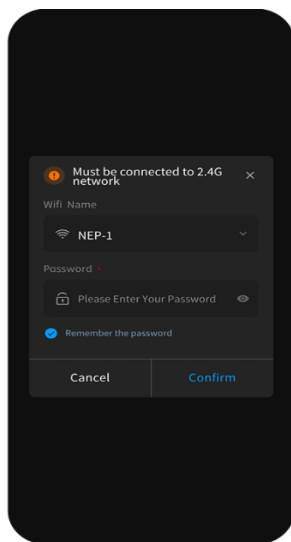 Must be connected to 2.4G
network
Wifi Name
NEP-1
Password *
Please Enter Your Password
Remember the password
Cancel
Confirm